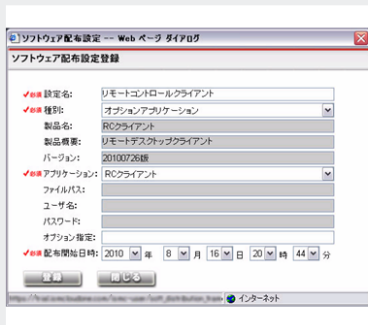 ソフトウェア配布設定 -- Web ページ ダイアログ
ソフトウェア配布設定登録
✓必須 設定名: リモートコントロールクライアント
✓必須 種別: オプションアプリケーション
製品名: RCクライアント
製品概要: リモートデスクトップクライアント
バージョン: 20100726版
✓必須 アプリケーション: RCクライアント
ファイルパス:
ユーザ名:
パスワード:
オプション指定:
✓必須 配布開始日時: 2010 年 8 月 16 日 20 時 44 分
登録 閉じる
インターネット